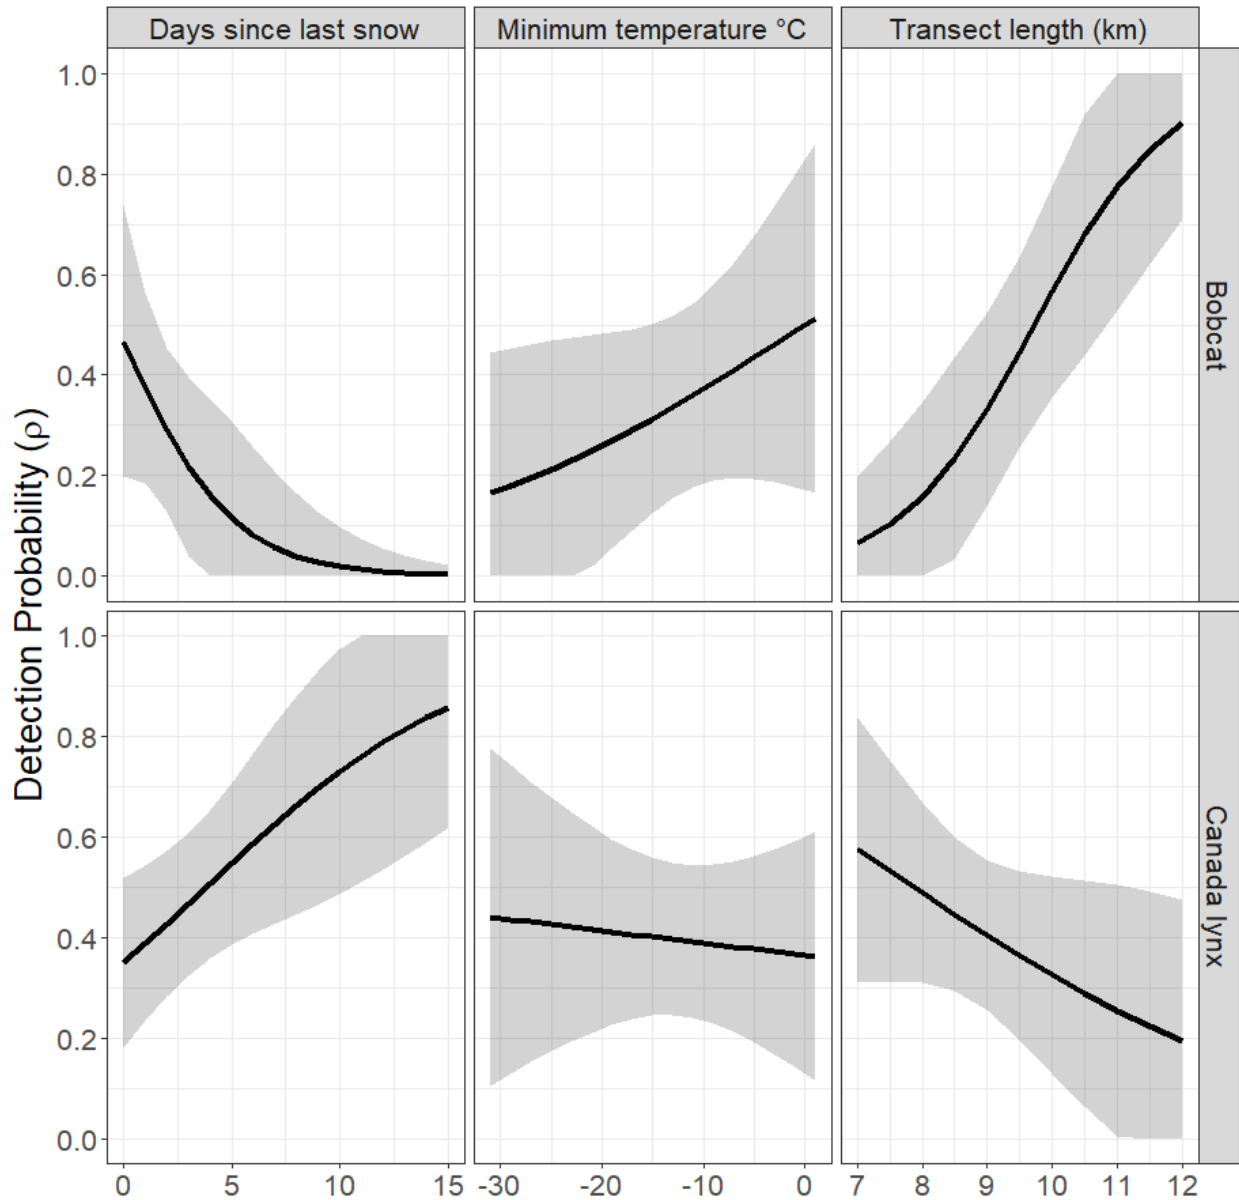 Days since last snow
Minimum temperature °C
Transect length (km)
Detection Probability (ρ)
1.0
0.8
0.6
0.4
0.2
0.0
Bobcat
1.0
0.8
0.6
0.4
0.2
0.0
Canada lynx
0 5 10 15
-30 -20 -10 0
7 8 9 10 11 12